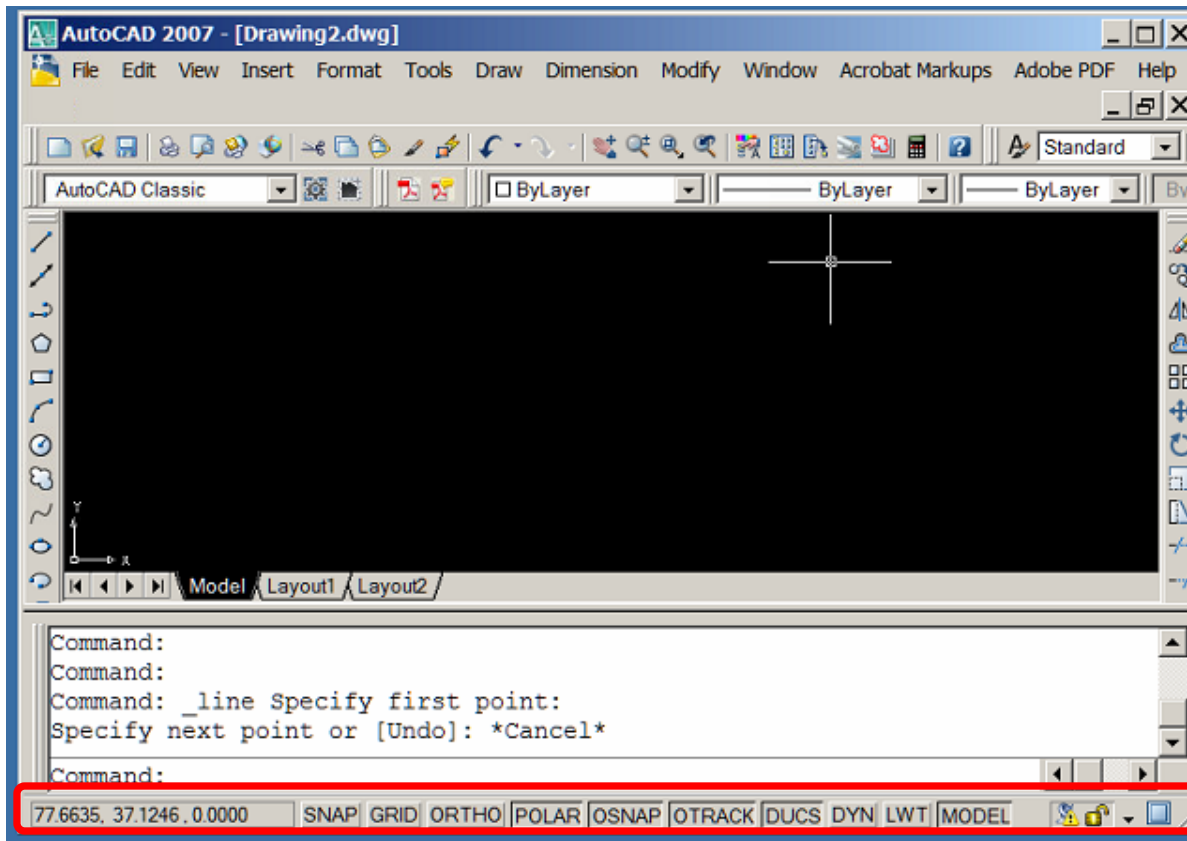 AutoCAD 2007 - [Drawing2.dwg]
File Edit View Insert Format Tools Draw Dimension Modify Window Acrobat Markups Adobe PDF Help
Standard
AutoCAD Classic ByLayer ByLayer ByLayer
Y
X
Model Layout1 Layout2
Command:
Command:
Command: _line Specify first point:
Specify next point or [Undo]: *Cancel*
Command:
77.6635, 37.1246, 0.0000 SNAP GRID ORTHO POLAR OSNAP OTRACK DUCS DYN LWT MODEL